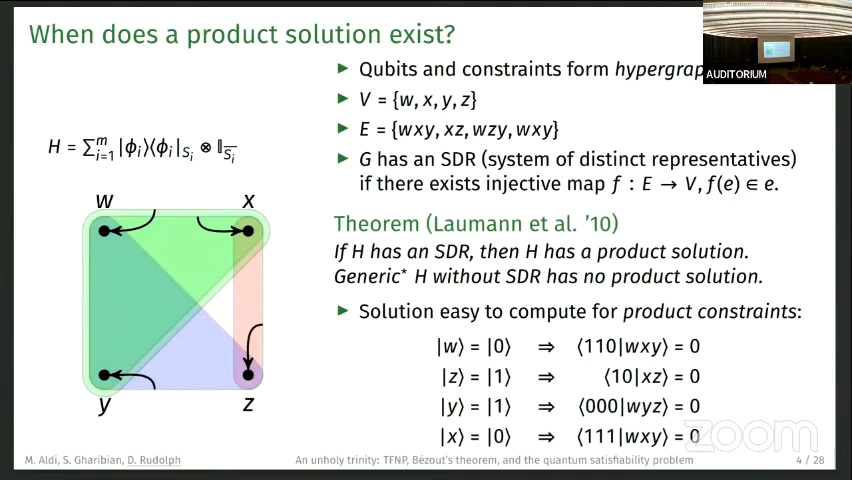 When does a product solution exist?
AUDITORIUM
▶ Qubits and constraints form hypergrap
▶ V = {w, x, y, z}
▶ E = {wxy, xz, wzy, wxy}
▶ G has an SDR (system of distinct representatives)
if there exists injective map f : E → V, f(e) ∈ e.
H = ∑ᵐᵢ₌₁ |ϕᵢ⟩⟨ϕᵢ|_{Sᵢ} ⊗ 𝕀_{S̅ᵢ}
w x
y z
Theorem (Laumann et al. ’10)
If H has an SDR, then H has a product solution.
Generic* H without SDR has no product solution.
▶ Solution easy to compute for product constraints:
|w⟩ = |0⟩ ⇒ ⟨110|wxy⟩ = 0
|z⟩ = |1⟩ ⇒ ⟨10|xz⟩ = 0
|y⟩ = |1⟩ ⇒ ⟨000|wyz⟩ = 0
|x⟩ = |0⟩ ⇒ ⟨111|wxy⟩ = 0
zoom
M. Aldi, S. Gharibian, D. Rudolph An unholy trinity: TFNP, Bézout’s theorem, and the quantum satisfiability problem 4 / 28